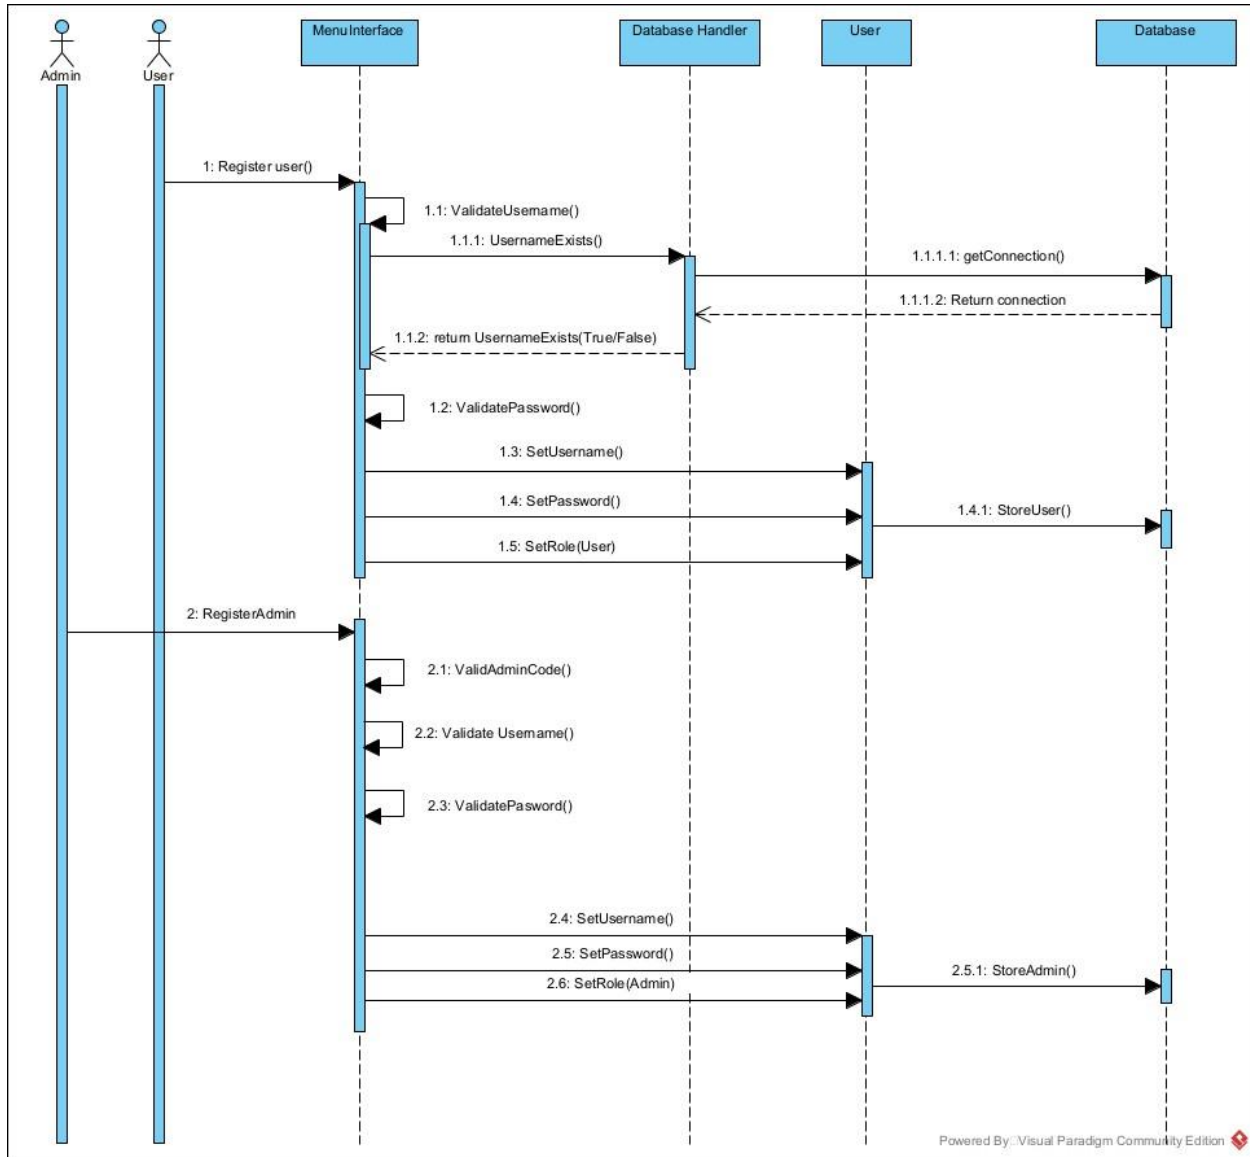 MenuInterface
Database Handler
User
Database
Admin
User
1: Register user()
1.1: ValidateUsername()
1.1.1: UsernameExists()
1.1.1.1: getConnection()
1.1.1.2: Return connection
1.1.2: return UsernameExists(True/False)
1.2: ValidatePassword()
1.3: SetUsername()
1.4: SetPassword()
1.4.1: StoreUser()
1.5: SetRole(User)
2: RegisterAdmin
2.1: ValidAdminCode()
2.2: Validate Username()
2.3: ValidatePasword()
2.4: SetUsername()
2.5: SetPassword()
2.5.1: StoreAdmin()
2.6: SetRole(Admin)
Powered By Visual Paradigm Community Edition